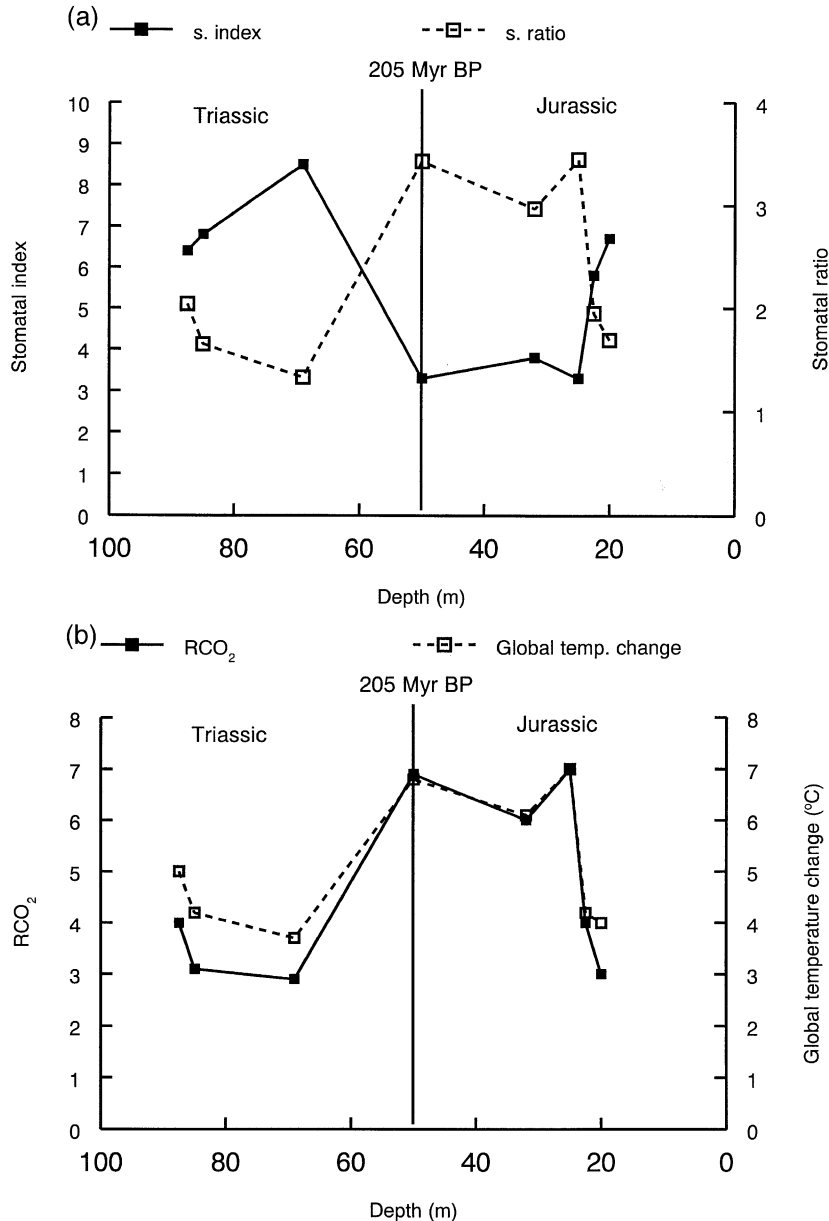 (a) s. index s. ratio
205 Myr BP
Triassic Jurassic
10
9
8
7
6
5
4
3
2
1
0
Stomatal index
4
3
2
1
0
Stomatal ratio
100 80 60 40 20 0
Depth (m)
(b) RCO₂ Global temp. change
205 Myr BP
Triassic Jurassic
8
7
6
5
4
3
2
1
0
RCO₂
8
7
6
5
4
3
2
1
0
Global temperature change (ºC)
100 80 60 40 20 0
Depth (m)